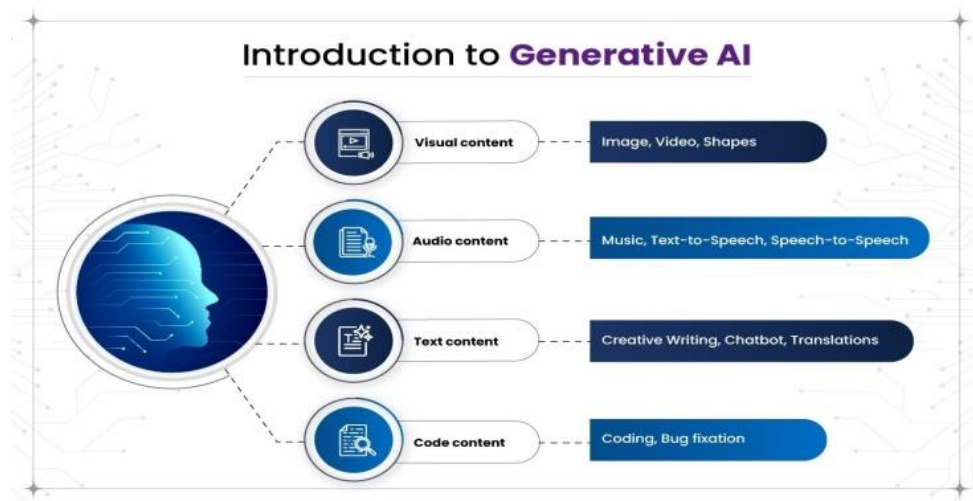 Introduction to Generative AI
Visual content
Image, Video, Shapes
Audio content
Music, Text-to-Speech, Speech-to-Speech
Text content
Creative Writing, Chatbot, Translations
Code content
Coding, Bug fixation